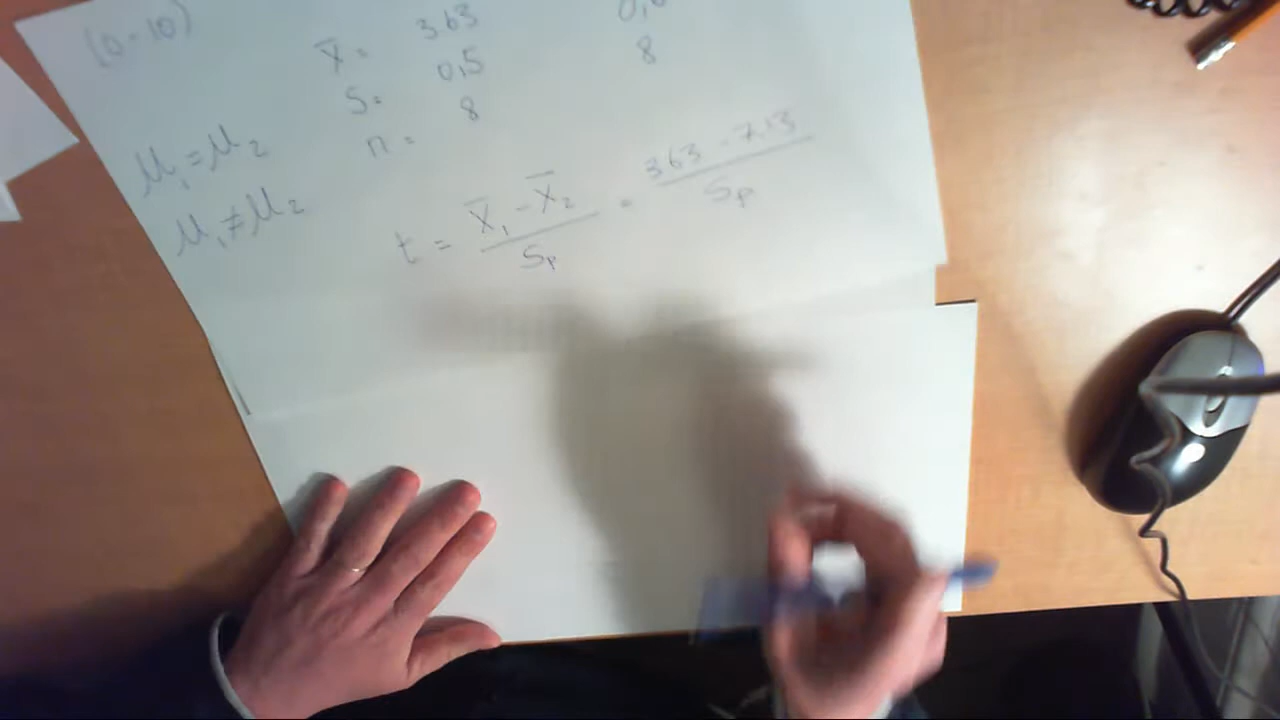 (0-10)
X̄ = 3.63
S = 0,5
n = 8 8
μ₁ = μ₂
μ₁ ≠ μ₂
t = X̄₁ - X̄₂ / Sp = 3.63 - 7.13 / Sp